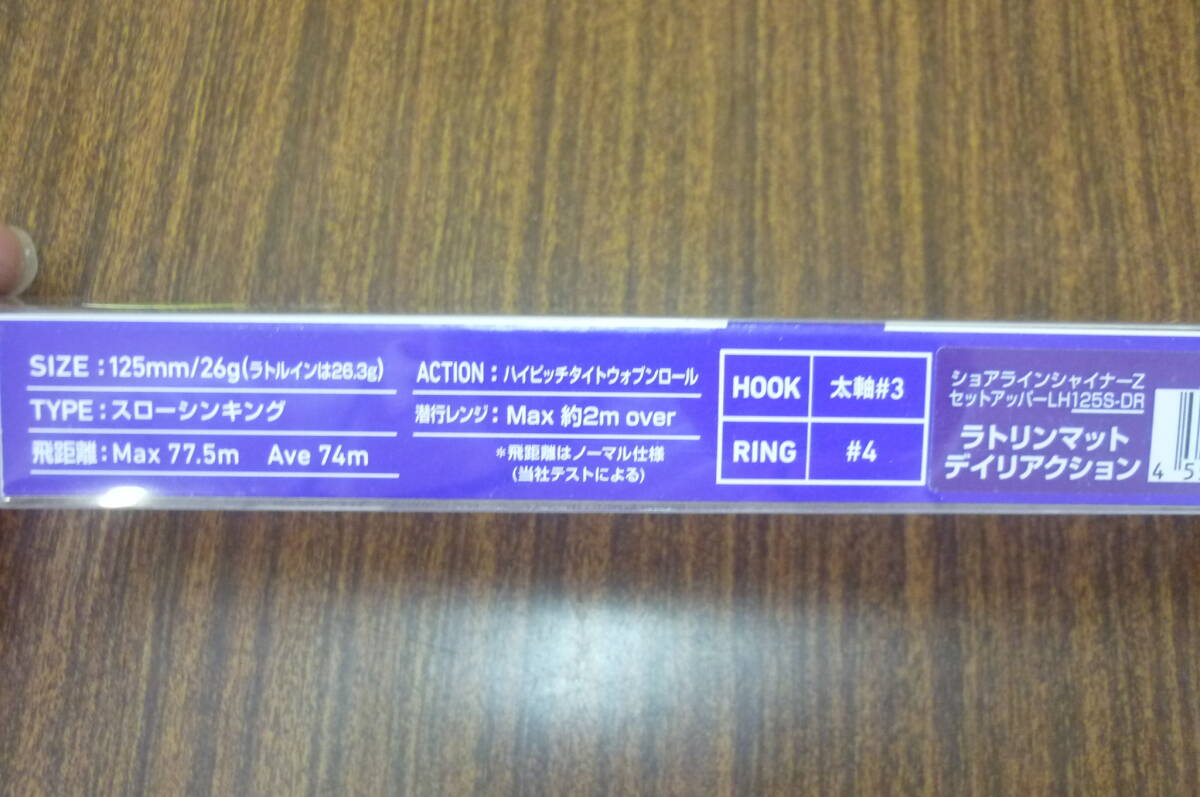 SIZE：125mm/26g(ラトルインは26.3g)
TYPE：スローシンキング
飛距離：Max 77.5m Ave 74m
ACTION：ハイピッチタイトウォブンロール
潜行レンジ：Max 約2m over
*飛距離はノーマル仕様
(当社テストによる)
HOOK 太軸#3
RING #4
ショアラインシャイナーZ
セットアッパーLH125S-DR
ラトリンマット
デイリアクション
4 5